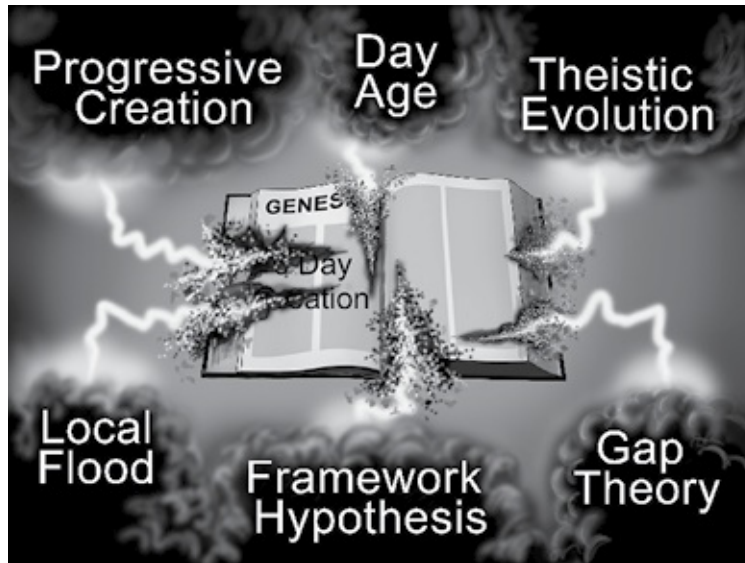 Progressive
Creation
Day
Age
Theistic
Evolution
GENES
Day
Local
Flood
Framework
Hypothesis
Gap
Theory